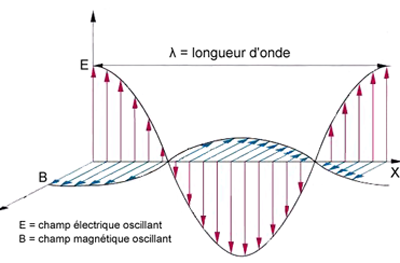 λ = longueur d'onde
E
B
X
E = champ électrique oscillant
B = champ magnétique oscillant